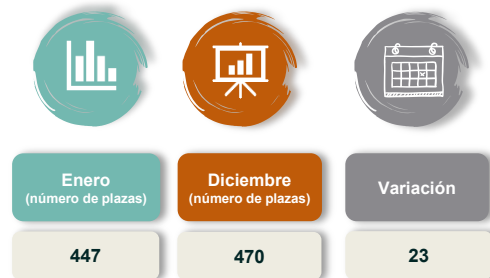 Enero
(número de plazas)
Diciembre
(número de plazas)
Variación
447
470
23